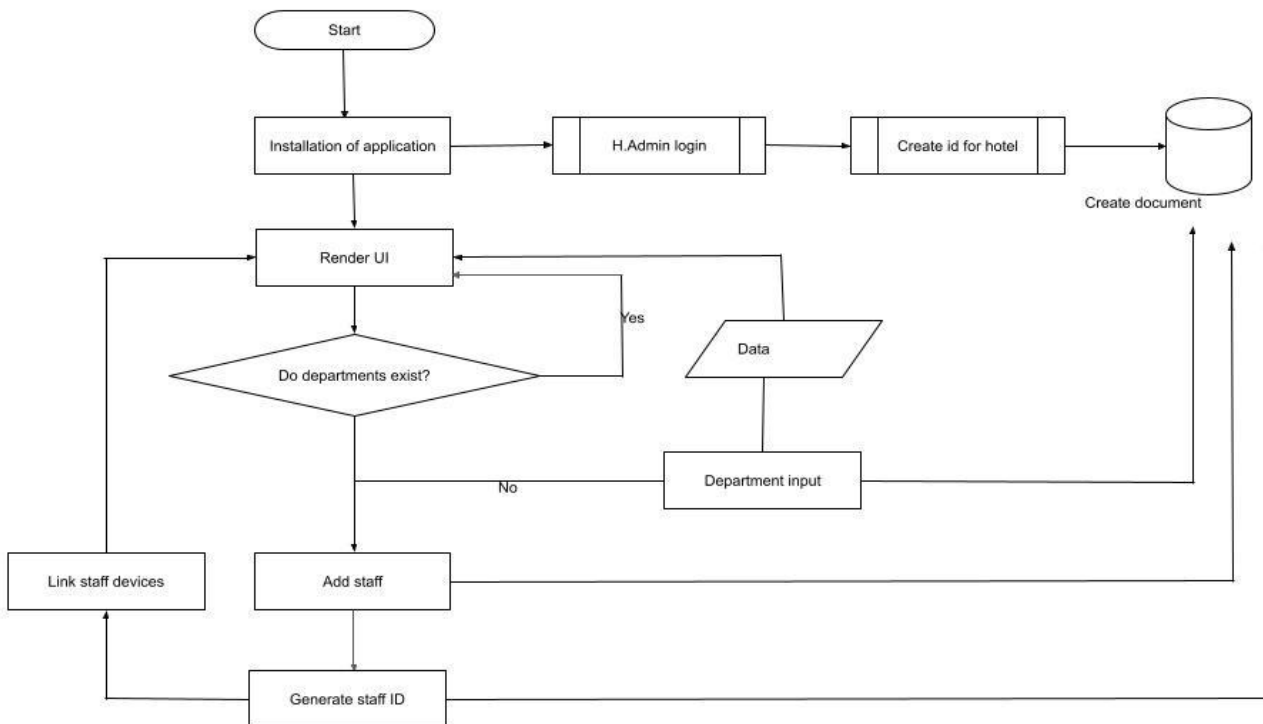 Start
Installation of application
H.Admin login
Create id for hotel
Create document
Render UI
Yes
Data
Do departments exist?
Department input
No
Link staff devices
Add staff
Generate staff ID